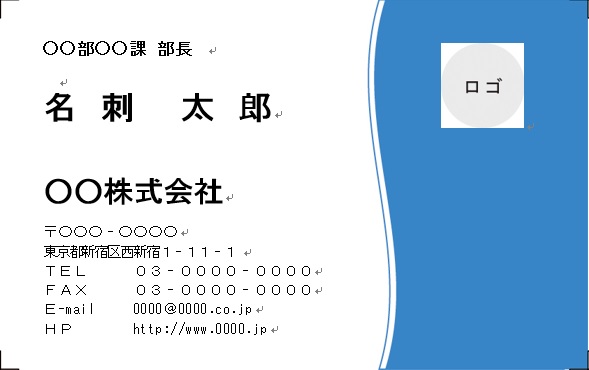 〇〇部〇〇課 部長
名 刺 太 郎
ロゴ
〇〇株式会社
〒〇〇〇-〇〇〇〇
東京都新宿区西新宿1-11-1
TEL 03-0000-0000
FAX 03-0000-0000
E-mail 0000@0000.co.jp
HP http://www.0000.jp